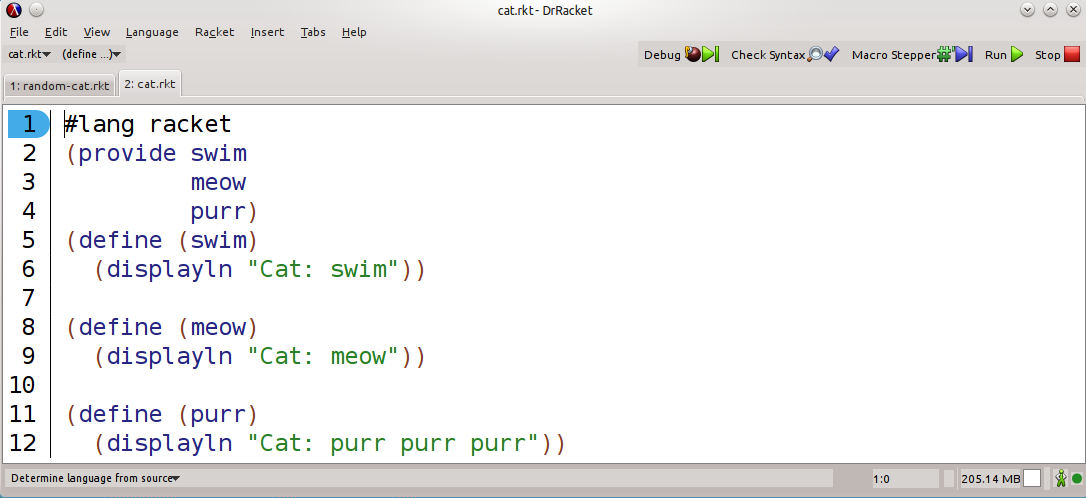 cat.rkt - DrRacket
File Edit View Language Racket Insert Tabs Help
cat.rkt (define ...) Debug Check Syntax Macro Stepper Run Stop
1: random-cat.rkt 2: cat.rkt
1 #lang racket
2 (provide swim
3          meow
4          purr)
5 (define (swim)
6   (displayln "Cat: swim"))
7
8 (define (meow)
9   (displayln "Cat: meow"))
10
11 (define (purr)
12   (displayln "Cat: purr purr purr"))
Determine language from source 1:0 205.14 MB